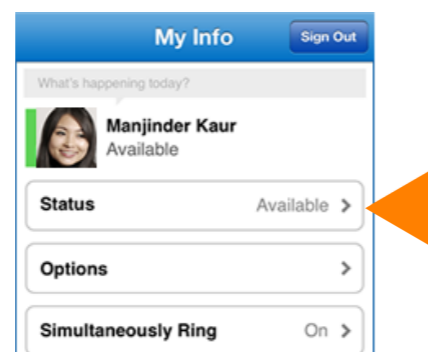 My Info
Sign Out
What's happening today?
Manjinder Kaur
Available
Status Available
Options
Simultaneously Ring On